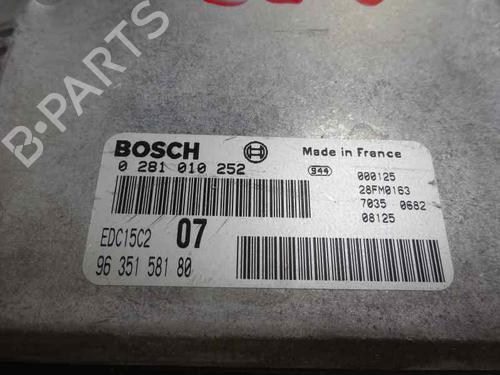 B-PARTS
BOSCH
0 281 010 252
Made in France
944
000125
28FM0163
7035 0682
08125
EDC15C2 07
96 351 581 80